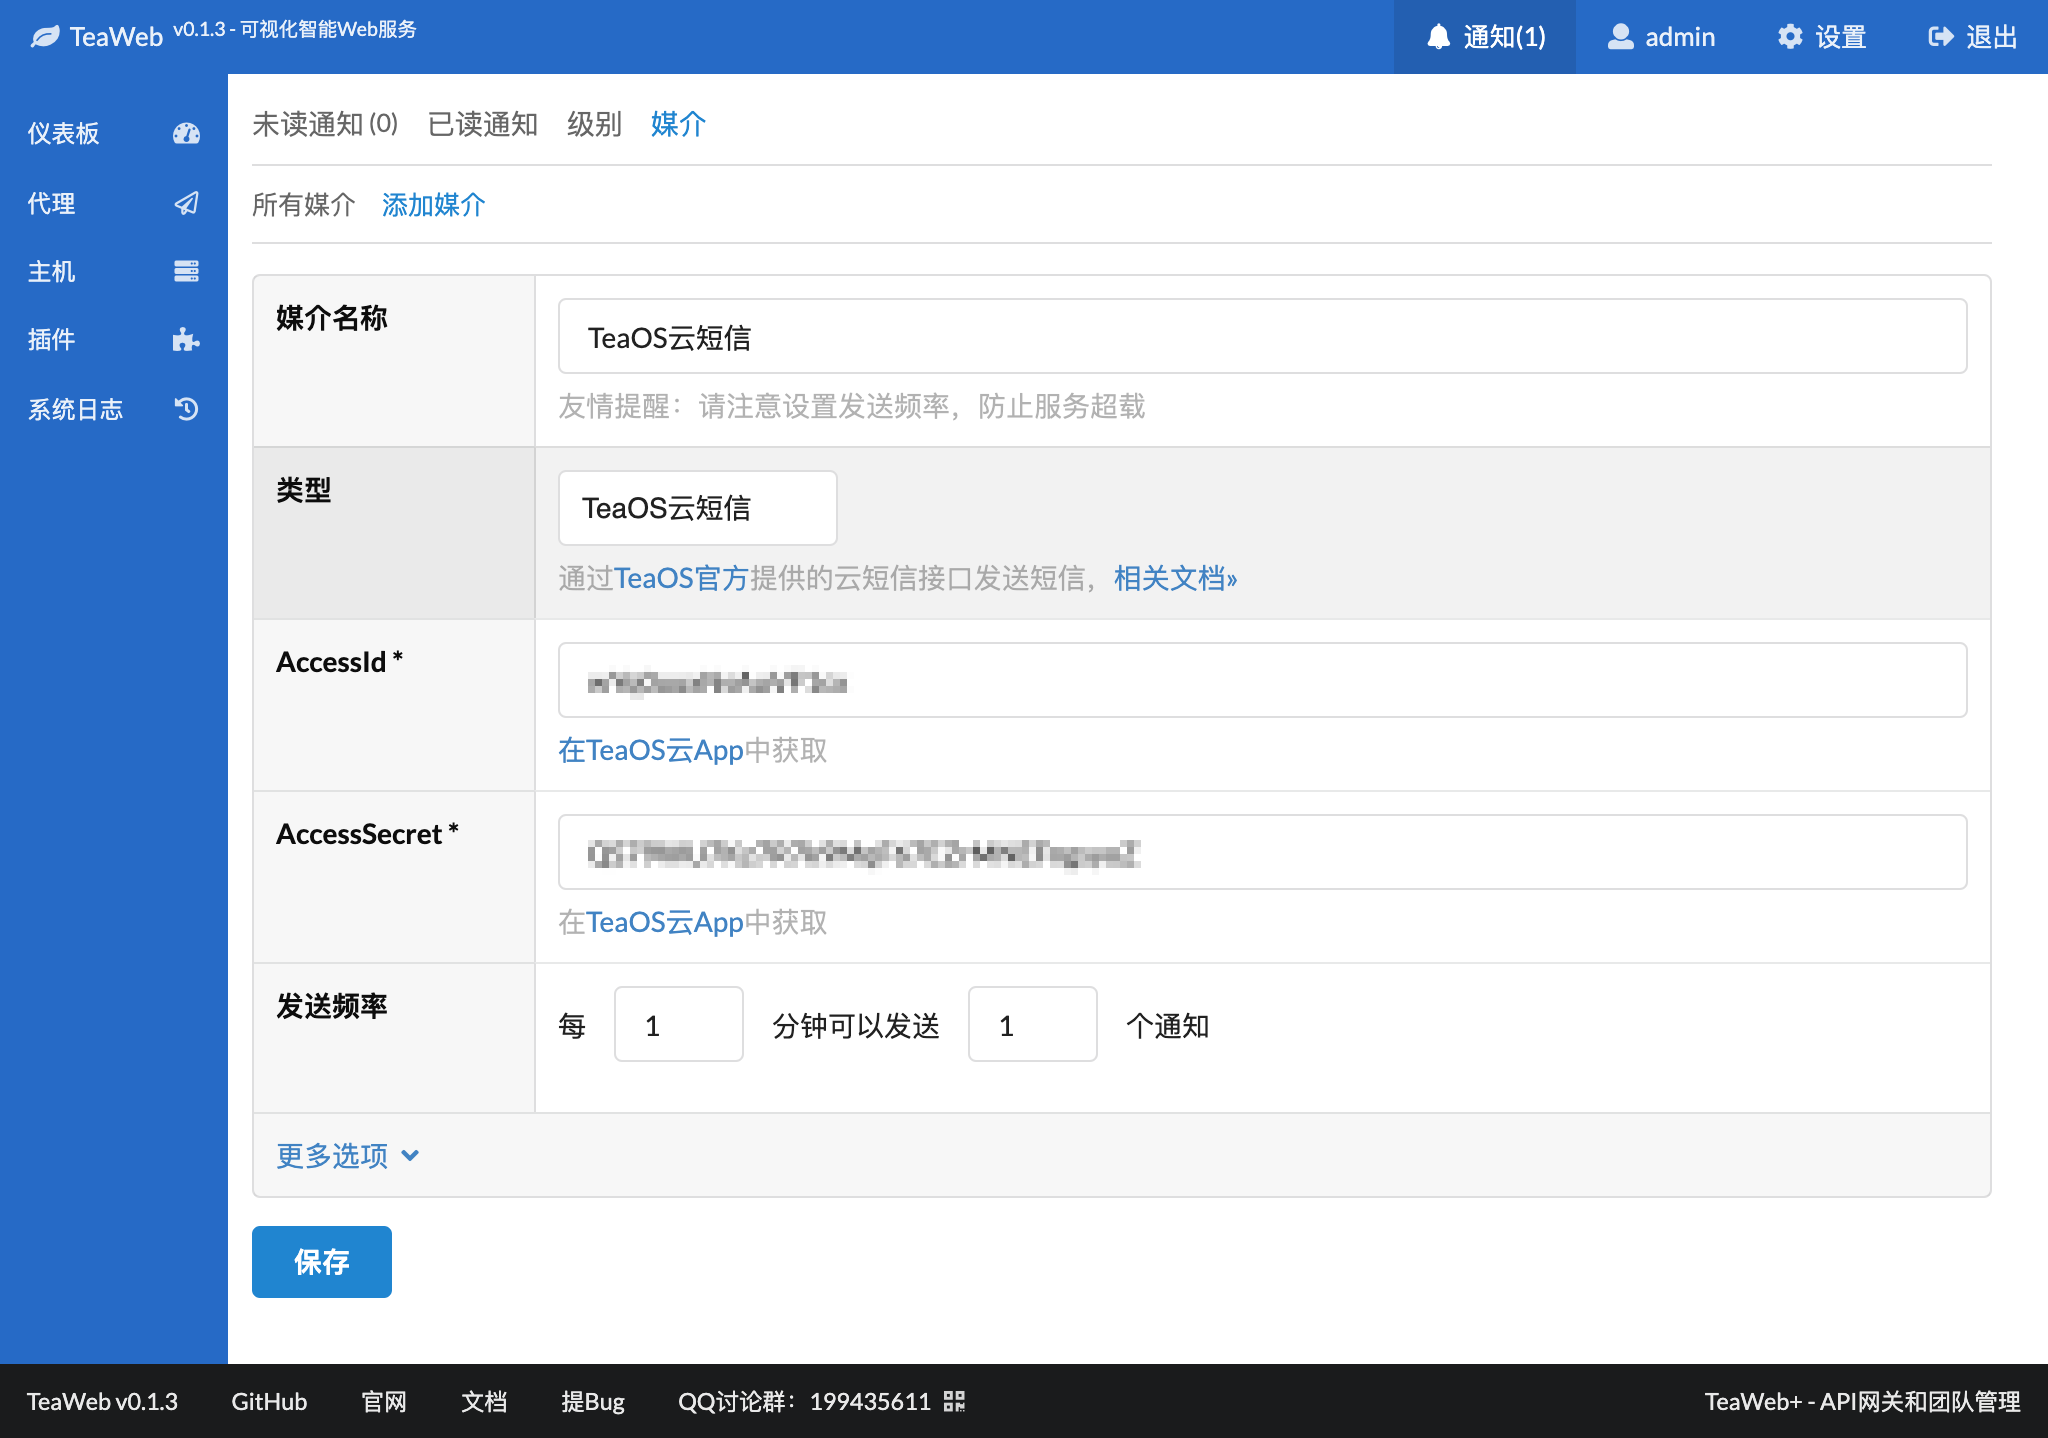 TeaWeb v0.1.3 - 可视化智能Web服务
通知(1) admin 设置 退出
仪表板
代理
主机
插件
系统日志
未读通知(0) 已读通知 级别 媒介
所有媒介 添加媒介
媒介名称
TeaOS云短信
友情提醒：请注意设置发送频率，防止服务超载
类型
TeaOS云短信
通过TeaOS官方提供的云短信接口发送短信，相关文档»
AccessId *
在TeaOS云App中获取
AccessSecret *
在TeaOS云App中获取
发送频率
每 1 分钟可以发送 1 个通知
更多选项
保存
TeaWeb v0.1.3 GitHub 官网 文档 提Bug QQ讨论群：199435611 TeaWeb+ - API网关和团队管理